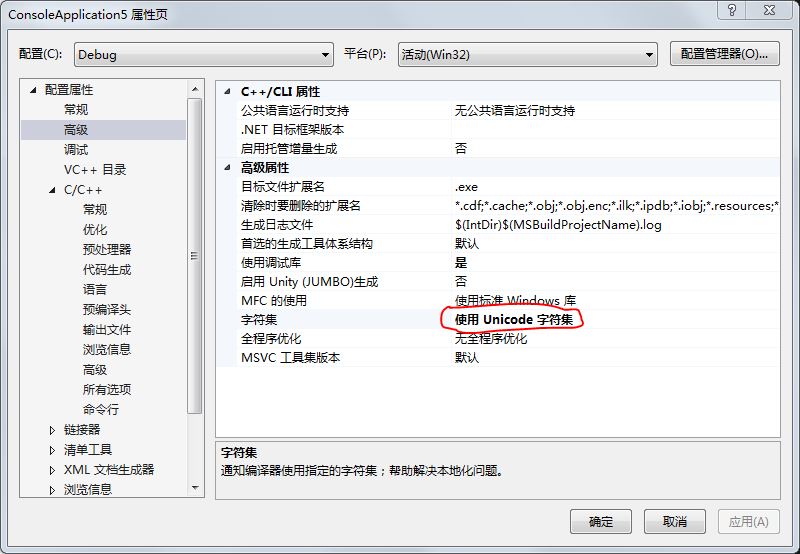 ConsoleApplication5 属性页
配置(C): Debug 平台(P): 活动(Win32) 配置管理器(O)...
配置属性
常规
高级
调试
VC++ 目录
C/C++
常规
优化
预处理器
代码生成
语言
预编译头
输出文件
浏览信息
高级
所有选项
命令行
链接器
清单工具
XML 文档生成器
浏览信息
C++/CLI 属性
公共语言运行时支持 无公共语言运行时支持
.NET 目标框架版本
启用托管增量生成 否
高级属性
目标文件扩展名 .exe
清除时要删除的扩展名 *.cdf;*.cache;*.obj;*.obj.enc;*.ilk;*.ipdb;*.iobj;*.resources;*
生成日志文件 $(IntDir)$(MSBuildProjectName).log
首选的生成工具体系结构 默认
使用调试库 是
启用 Unity (JUMBO)生成 否
MFC 的使用 使用标准 Windows 库
字符集 使用 Unicode 字符集
全程序优化 无全程序优化
MSVC 工具集版本 默认
字符集
通知编译器使用指定的字符集；帮助解决本地化问题。
确定 取消 应用(A)